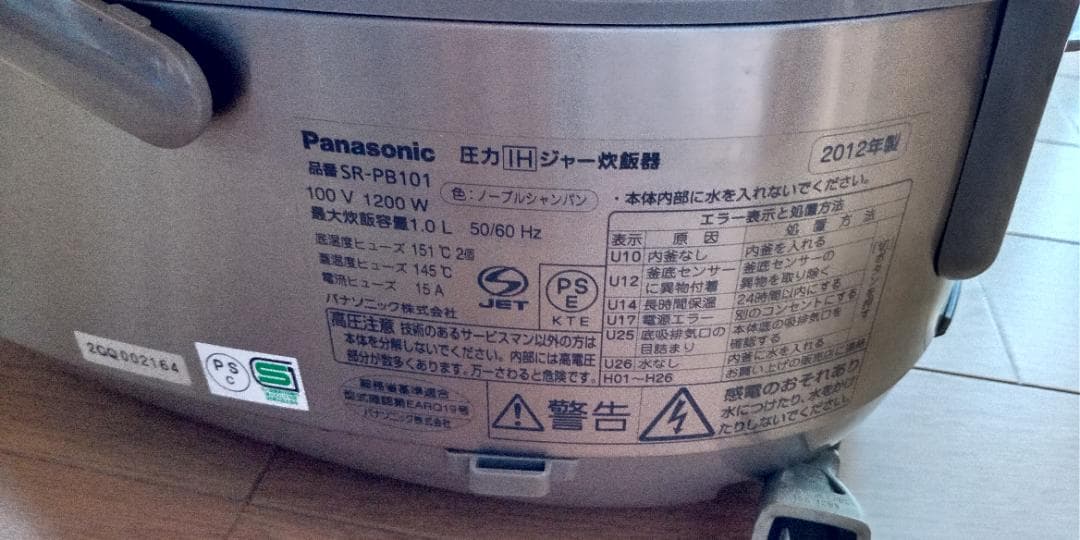 Panasonic 圧力IHジャー炊飯器 2012年製
品番 SR-PB101
色：ノーブルシャンパン
100 V 1200 W
最大炊飯容量1.0 L 50/60 Hz
底温度ヒューズ 151℃ 2個
蓋温度ヒューズ 145℃
電流ヒューズ 15 A
パナソニック株式会社
JET
PS
E
KTE
高圧注意 技術のあるサービスマン以外の方は
本体を分解しないでください。内部には高電圧
部分が数多くあります。万一さわると危険です。
・本体内部に水を入れないでください。
エラー表示と処置方法
表示 原因 処置方法
U10 内釜なし 内釜を入れる
U12 釜底センサーに異物付着 釜底センサーの異物を取り除く
U14 長時間保温 24時間以内にする
U17 電源エラー 別のコンセントにする
U25 底吸排気口の目詰まり 本体底の吸排気口を確認する
U26 水なし 内釜に水を入れる
H01～H26 お買い上げの販売店に
2GQ002164
PS
C
S
パナソニック株式会社
警告
感電のおそれあり
水につけたり、水をかけ
たりしないでください。